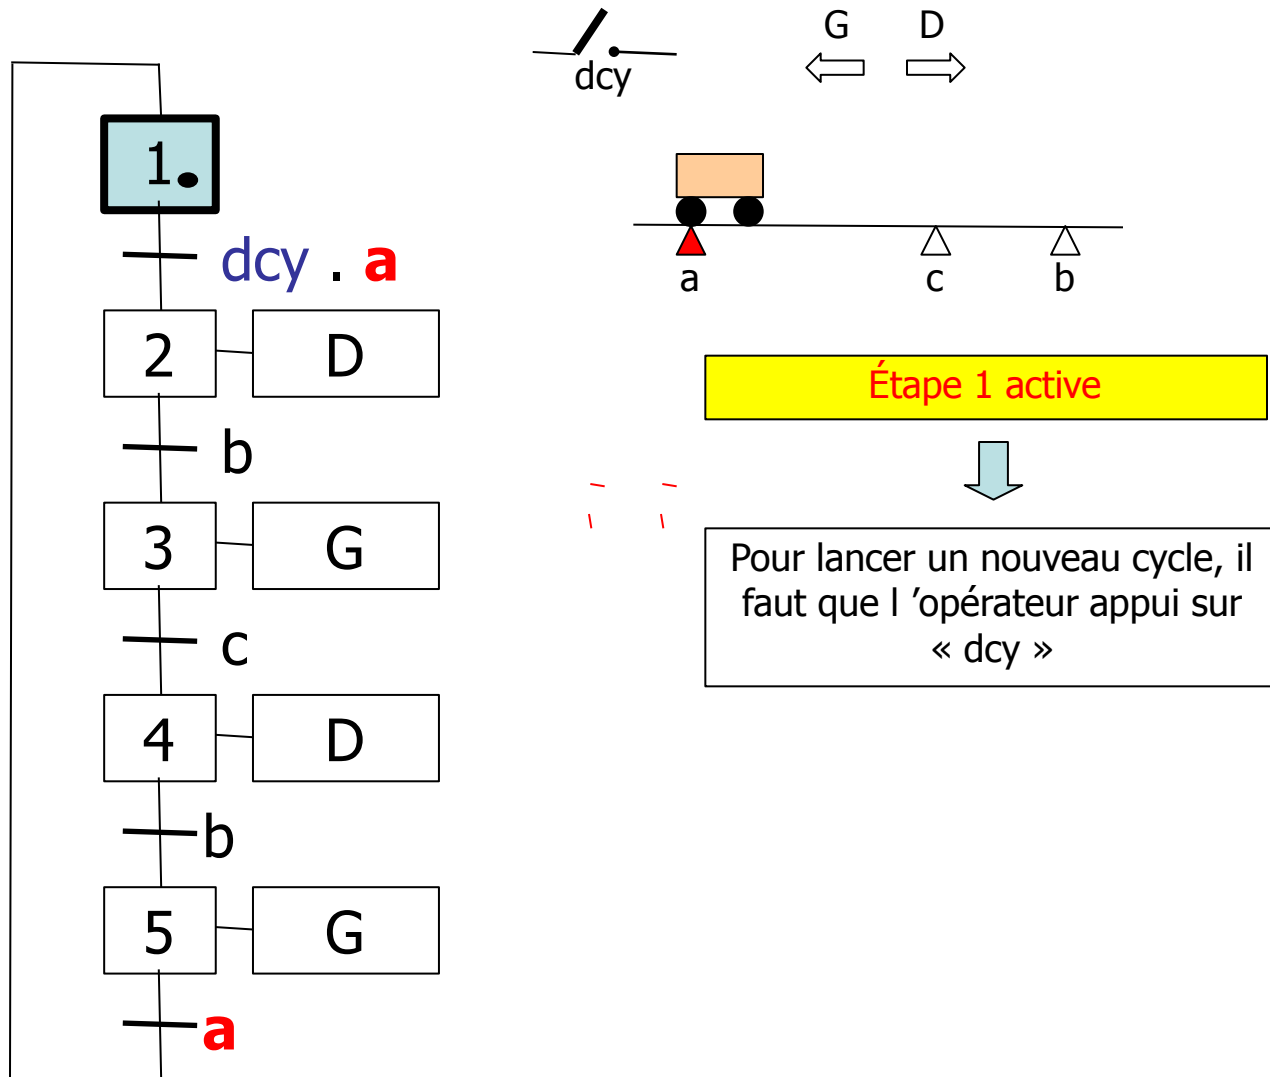 G D
dcy
1
dcy . a
a c b
2 D
Étape 1 active
b
3 G
Pour lancer un nouveau cycle, il
faut que l ’opérateur appui sur
« dcy »
c
4 D
b
5 G
a